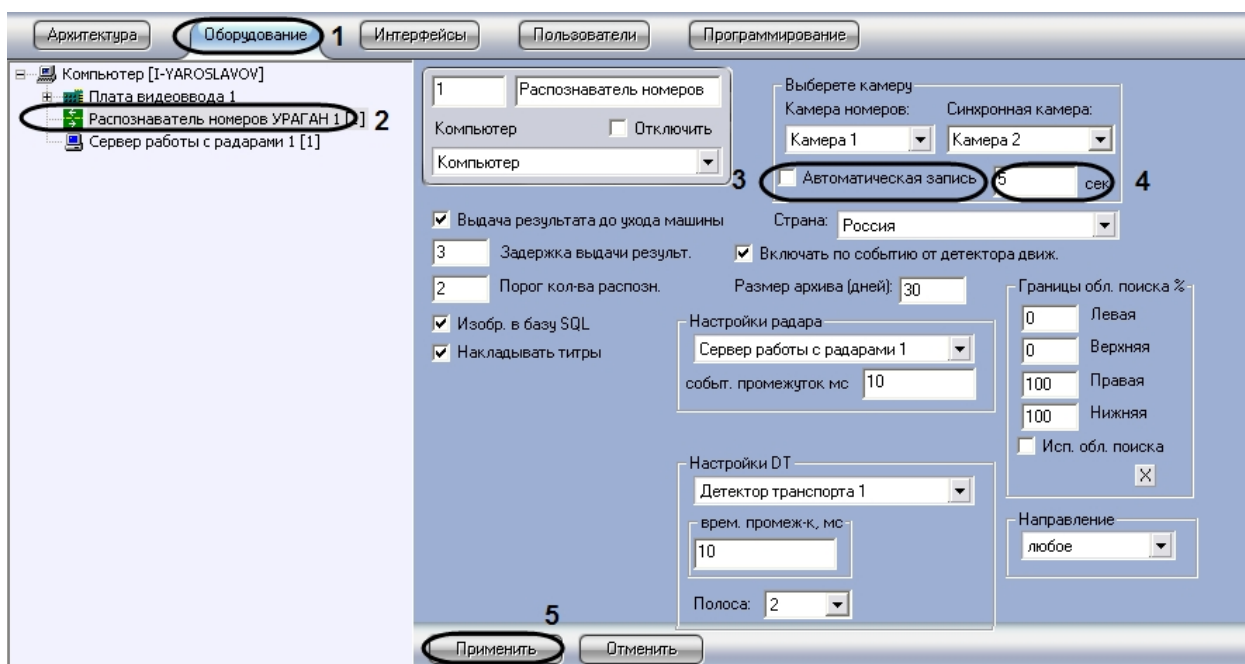 Архитектура Оборудование 1 Интерфейсы Пользователи Программирование
Компьютер [I-YAROSLAVOV]
Плата видеоввода 1
Распознаватель номеров УРАГАН 1 [1] 2
Сервер работы с радарами 1 [1]
1 Распознаватель номеров
Компьютер Отключить
Компьютер
Выберете камеру
Камера номеров: Синхронная камера:
Камера 1 Камера 2
3 Автоматическая запись 5 сек 4
Выдача результата до ухода машины Страна: Россия
3 Задержка выдачи результ. Включать по событию от детектора движ.
2 Порог кол-ва распозн. Размер архива (дней): 30
Изобр. в базу SQL
Накладывать титры
Настройки радара
Сервер работы с радарами 1
событ. промежуток мс 10
Границы обл. поиска %
0 Левая
0 Верхняя
100 Правая
100 Нижняя
Исп. обл. поиска
X
Настройки DT
Детектор транспорта 1
врем. промеж-к, мс
10
Полоса: 2
Направление
любое
5
Применить Отменить